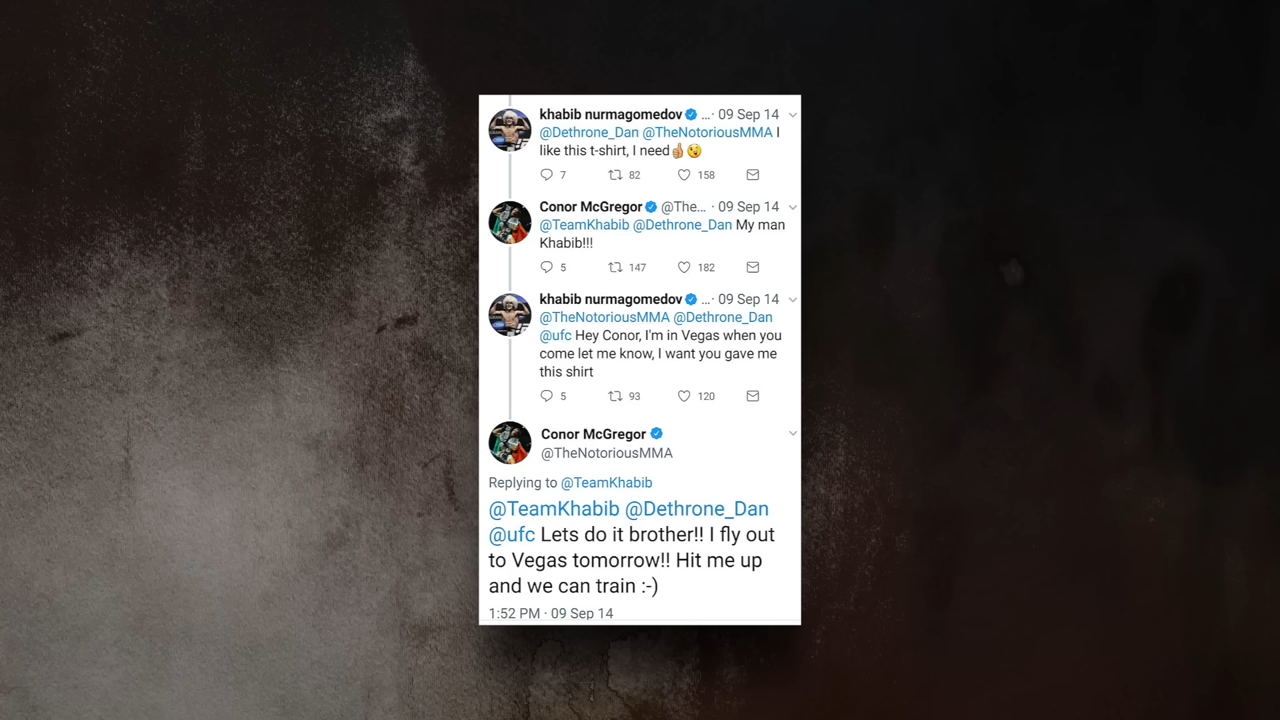 khabib nurmagomedov ... · 09 Sep 14
@Dethrone_Dan @TheNotoriousMMA I
like this t-shirt, I need👍😉
7 82 158
Conor McGregor @The... · 09 Sep 14
@TeamKhabib @Dethrone_Dan My man
Khabib!!!
5 147 182
khabib nurmagomedov ... · 09 Sep 14
@TheNotoriousMMA @Dethrone_Dan
@ufc Hey Conor, I'm in Vegas when you
come let me know, I want you gave me
this shirt
5 93 120
Conor McGregor
@TheNotoriousMMA
Replying to @TeamKhabib
@TeamKhabib @Dethrone_Dan
@ufc Lets do it brother!! I fly out
to Vegas tomorrow!! Hit me up
and we can train :-)
1:52 PM · 09 Sep 14